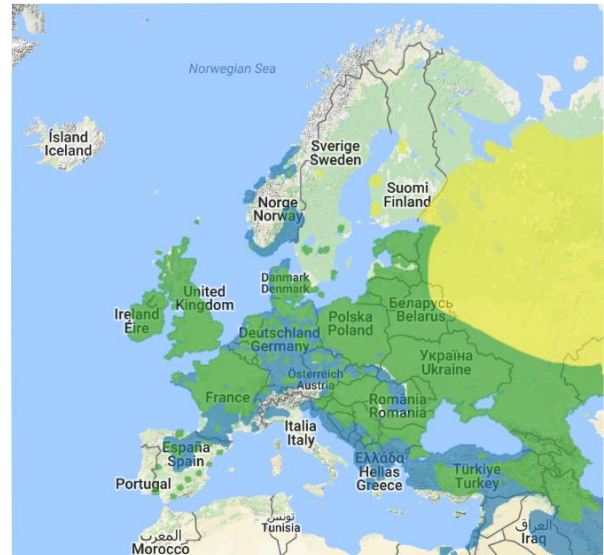 Norwegian Sea
Ísland
Iceland
Sverige
Sweden
Suomi
Finland
Norge
Norway
Danmark
Denmark
United
Kingdom
Ireland
Éire
Беларусь
Belarus
Polska
Poland
Deutschland
Germany
Україна
Ukraine
Österreich
Austria
France
România
Romania
Italia
Italy
España
Spain
Ελλάδα
Hellas
Greece
Türkiye
Turkey
Portugal
تونس
Tunisia
العراق
Iraq
المغرب
Morocco